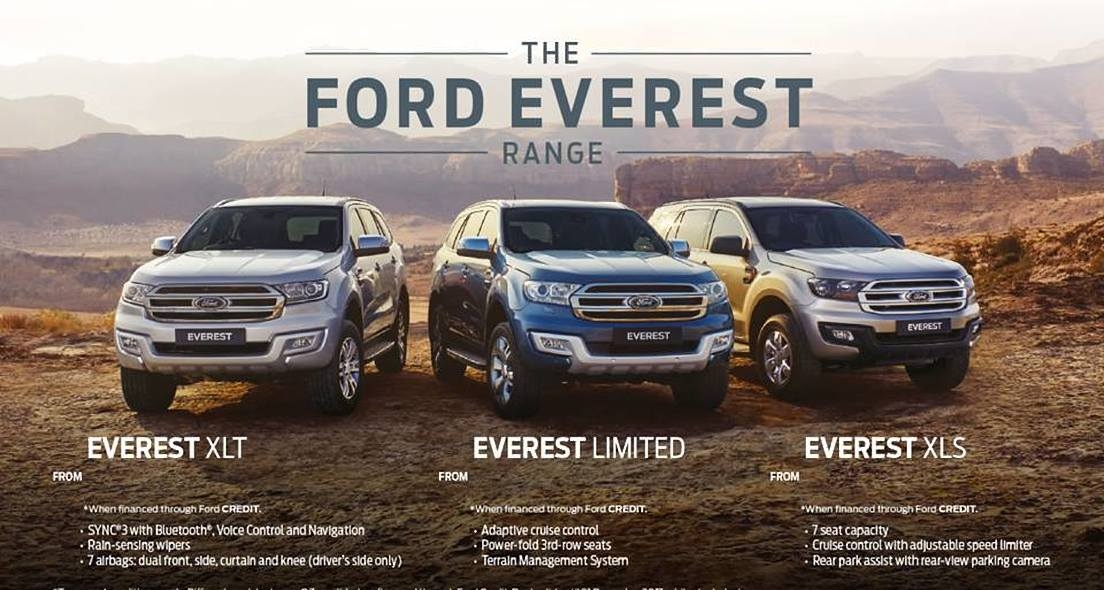 THE
FORD EVEREST
RANGE
Ford
EVEREST
Ford
EVEREST
Ford
EVEREST
EVEREST XLT
FROM
*When financed through Ford CREDIT.
• SYNC®3 with Bluetooth®, Voice Control and Navigation
• Rain-sensing wipers
• 7 airbags: dual front, side, curtain and knee (driver's side only)
EVEREST LIMITED
FROM
*When financed through Ford CREDIT.
• Adaptive cruise control
• Power-fold 3rd-row seats
• Terrain Management System
EVEREST XLS
FROM
*When financed through Ford CREDIT.
• 7 seat capacity
• Cruise control with adjustable speed limiter
• Rear park assist with rear-view parking camera